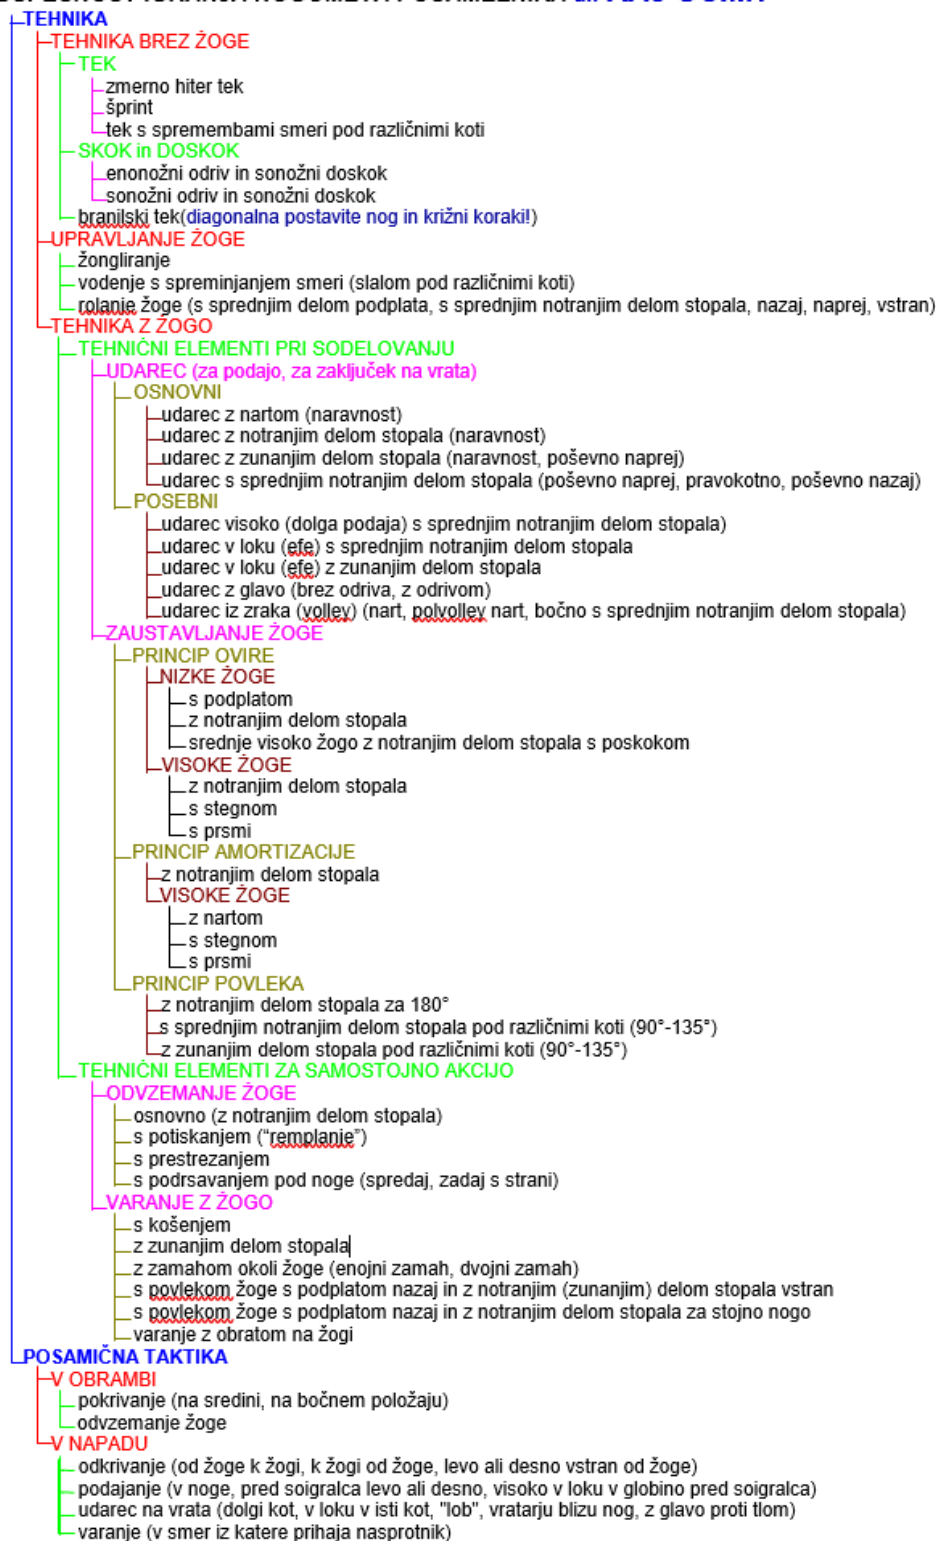 TEHNIKA
TEHNIKA BREZ ŽOGE
TEK
zmerno hiter tek
šprint
tek s spremembami smeri pod različnimi koti
SKOK in DOSKOK
enonožni odriv in sonožni doskok
sonožni odriv in sonožni doskok
branilski tek(diagonalna postavite nog in križni koraki!)
UPRAVLJANJE ŽOGE
žongliranje
vodenje s spreminjanjem smeri (slalom pod različnimi koti)
rolanje žoge (s sprednjim delom podplata, s sprednjim notranjim delom stopala, nazaj, naprej, vstran)
TEHNIKA Z ŽOGO
TEHNIČNI ELEMENTI PRI SODELOVANJU
UDAREC (za podajo, za zaključek na vrata)
OSNOVNI
udarec z nartom (naravnost)
udarec z notranjim delom stopala (naravnost)
udarec z zunanjim delom stopala (naravnost, poševno naprej)
udarec s sprednjim notranjim delom stopala (poševno naprej, pravokotno, poševno nazaj)
POSEBNI
udarec visoko (dolga podaja) s sprednjim notranjim delom stopala)
udarec v loku (efe) s sprednjim notranjim delom stopala
udarec v loku (efe) z zunanjim delom stopala
udarec z glavo (brez odriva, z odrivom)
udarec iz zraka (volley) (nart, polvolley nart, bočno s sprednjim notranjim delom stopala)
ZAUSTAVLJANJE ŽOGE
PRINCIP OVIRE
NIZKE ŽOGE
s podplatom
z notranjim delom stopala
srednje visoko žogo z notranjim delom stopala s poskokom
VISOKE ŽOGE
z notranjim delom stopala
s stegnom
s prsmi
PRINCIP AMORTIZACIJE
z notranjim delom stopala
VISOKE ŽOGE
z nartom
s stegnom
s prsmi
PRINCIP POVLEKA
z notranjim delom stopala za 180°
s sprednjim notranjim delom stopala pod različnimi koti (90°-135°)
z zunanjim delom stopala pod različnimi koti (90°-135°)
TEHNIČNI ELEMENTI ZA SAMOSTOJNO AKCIJO
ODVZEMANJE ŽOGE
osnovno (z notranjim delom stopala)
s potiskanjem (“remplanje”)
s prestrezanjem
s podrsavanjem pod noge (spredaj, zadaj s strani)
VARANJE Z ŽOGO
s košenjem
z zunanjim delom stopala
z zamahom okoli žoge (enojni zamah, dvojni zamah)
s povlekom žoge s podplatom nazaj in z notranjim (zunanjim) delom stopala vstran
s povlekom žoge s podplatom nazaj in z notranjim delom stopala za stojno nogo
varanje z obratom na žogi
POSAMIČNA TAKTIKA
V OBRAMBI
pokrivanje (na sredini, na bočnem položaju)
odvzemanje žoge
V NAPADU
odkrivanje (od žoge k žogi, k žogi od žoge, levo ali desno vstran od žoge)
podajanje (v noge, pred soigralca levo ali desno, visoko v loku v globino pred soigralca)
udarec na vrata (dolgi kot, v loku v isti kot, "lob", vratarju blizu nog, z glavo proti tlom)
varanje (v smer iz katere prihaja nasprotnik)